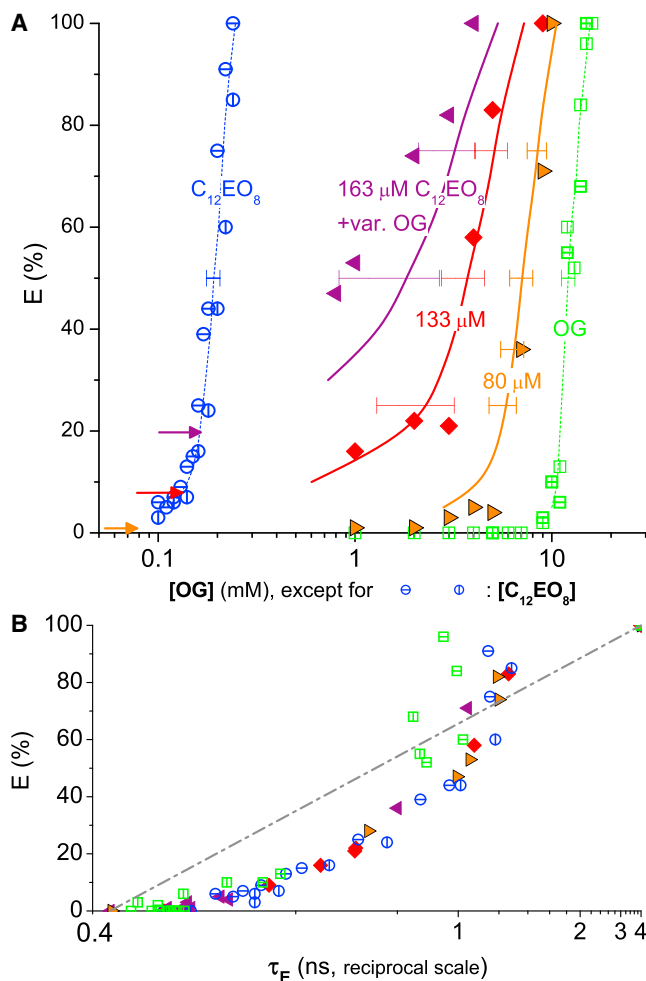 A
100
80
60
40
20
0
E (%)
C₁₂EO₈
163 μM C₁₂EO₈
+var. OG
133 μM
80 μM
OG
0.1
1
10
[OG] (mM), except for : [C₁₂EO₈]
B
100
80
60
40
20
0
E (%)
0.4
1
2
3
4
τ_F (ns, reciprocal scale)